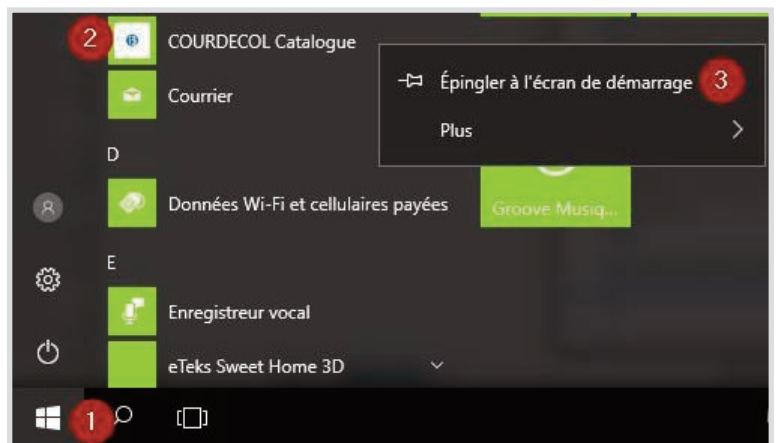 2
COURDECOL Catalogue
Épingler à l'écran de démarrage 3
Courrier
Plus
D
Données Wi-Fi et cellulaires payées
Groove Musiq...
E
Enregistreur vocal
eTeks Sweet Home 3D
1